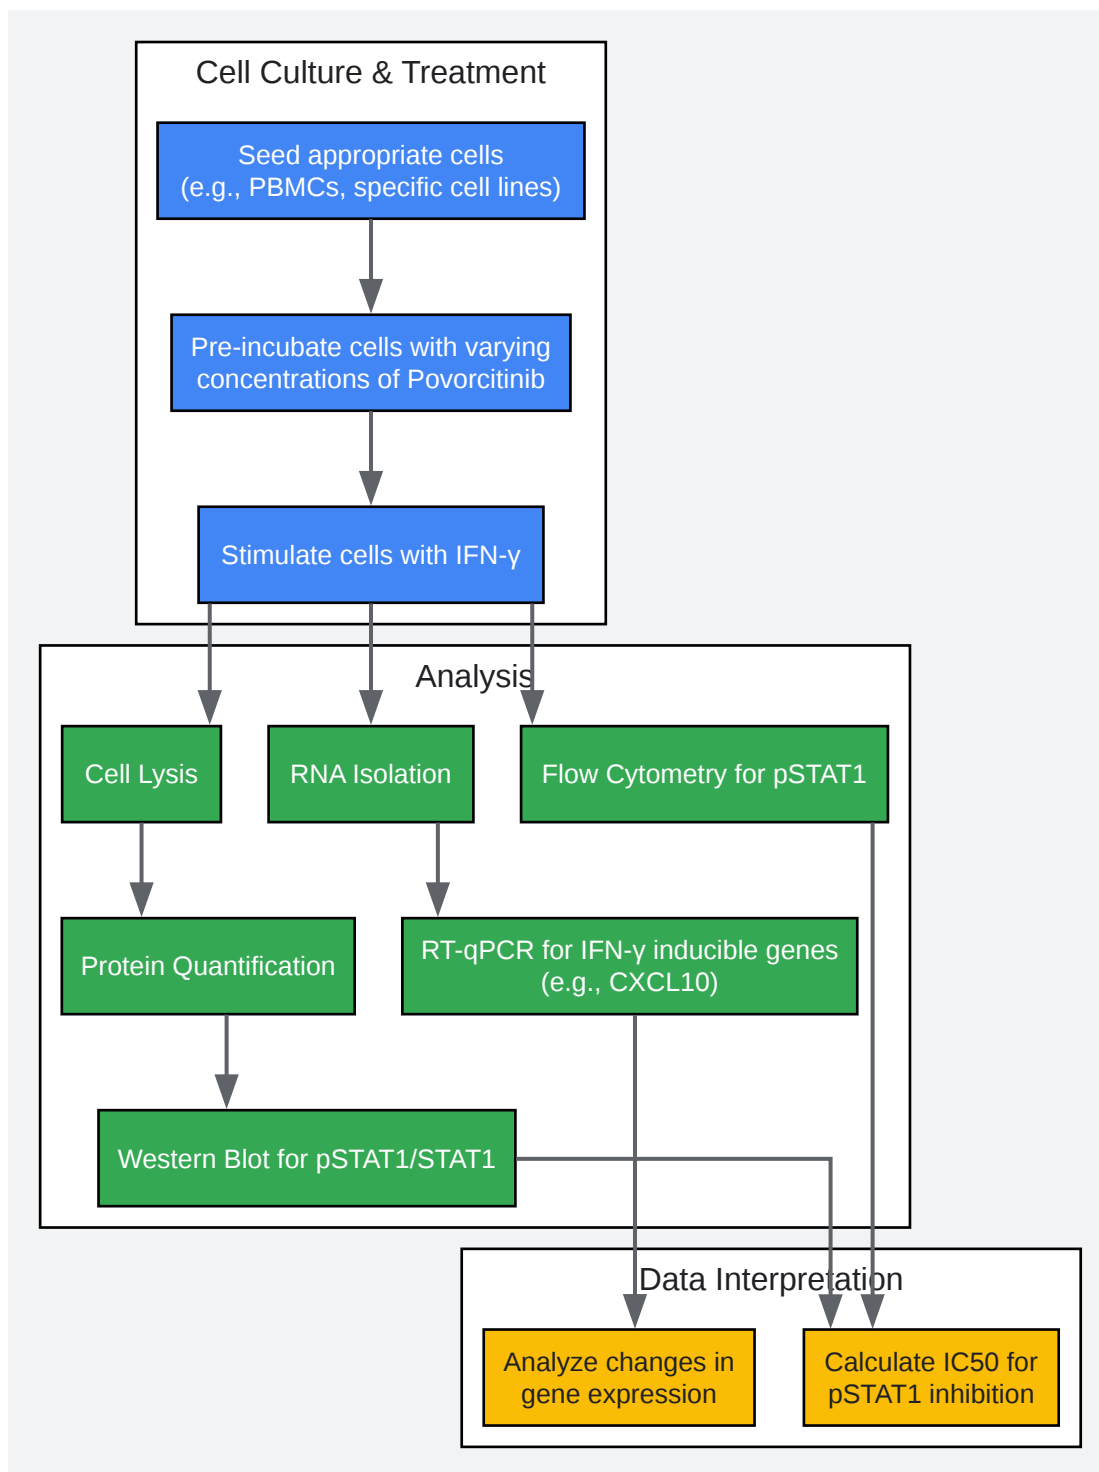 Cell Culture & Treatment
Seed appropriate cells
(e.g., PBMCs, specific cell lines)
Pre-incubate cells with varying
concentrations of Povorcitinib
Stimulate cells with IFN-γ
Analysis
Cell Lysis
RNA Isolation
Flow Cytometry for pSTAT1
Protein Quantification
RT-qPCR for IFN-γ inducible genes
(e.g., CXCL10)
Western Blot for pSTAT1/STAT1
Data Interpretation
Analyze changes in
gene expression
Calculate IC50 for
pSTAT1 inhibition